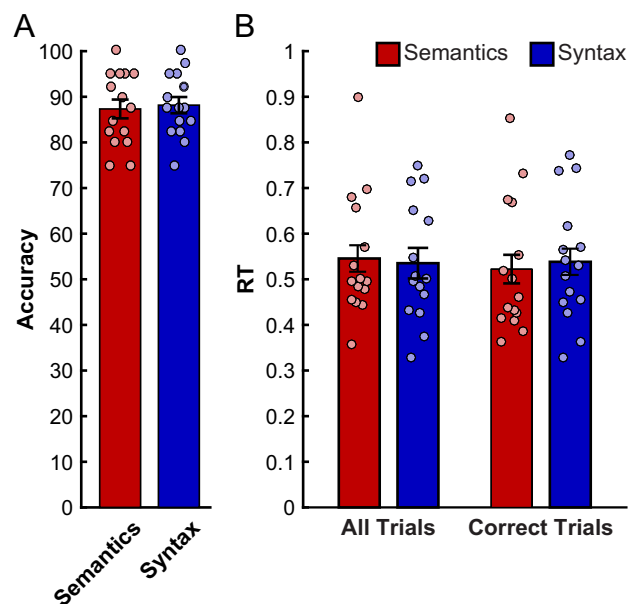 A
B
Accuracy
100
90
80
70
60
50
40
30
20
10
0
Semantics
Syntax
Semantics
Syntax
RT
1
0.9
0.8
0.7
0.6
0.5
0.4
0.3
0.2
0.1
0
All Trials
Correct Trials